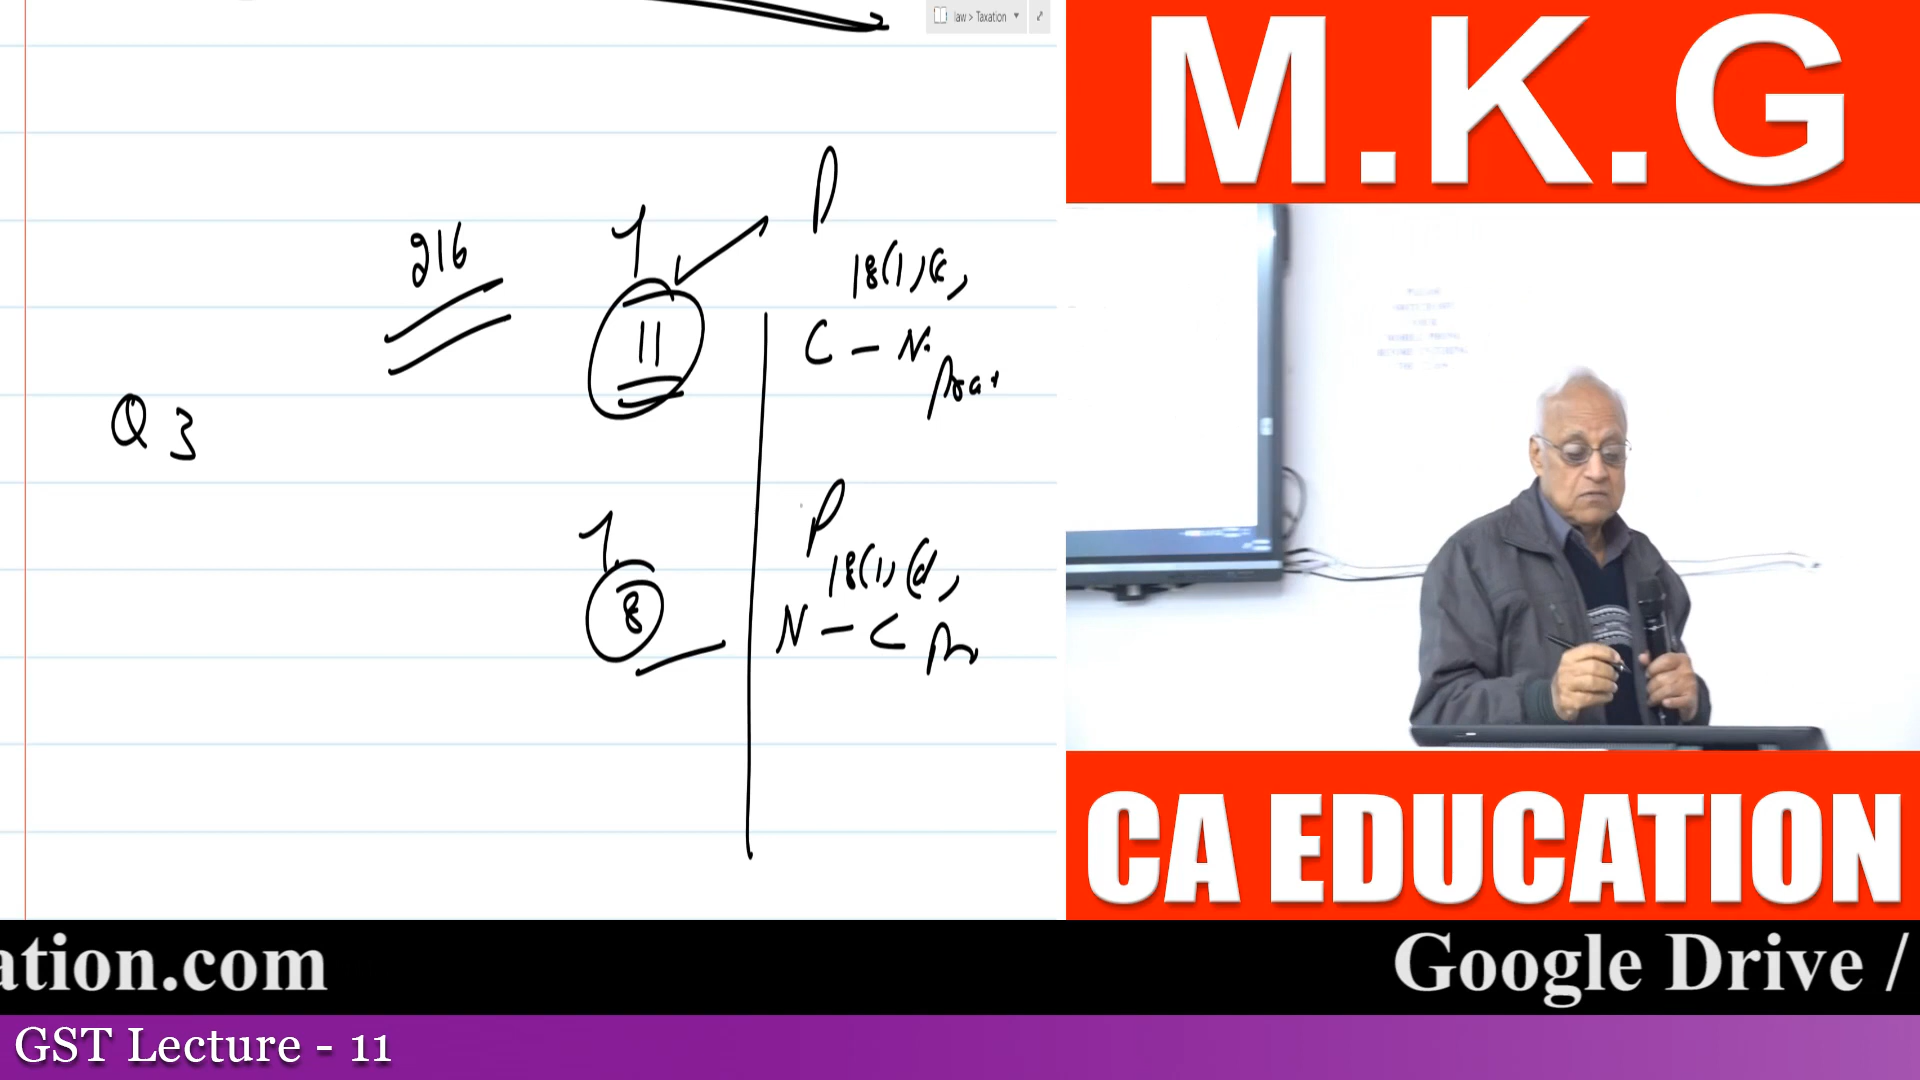 law > Taxation
216
Q 3
11
P
18(1)(c)
C – N
8
P
18(1)(d)
N – C
M.K.G
CA EDUCATION
ation.com
Google Drive /
GST Lecture - 11